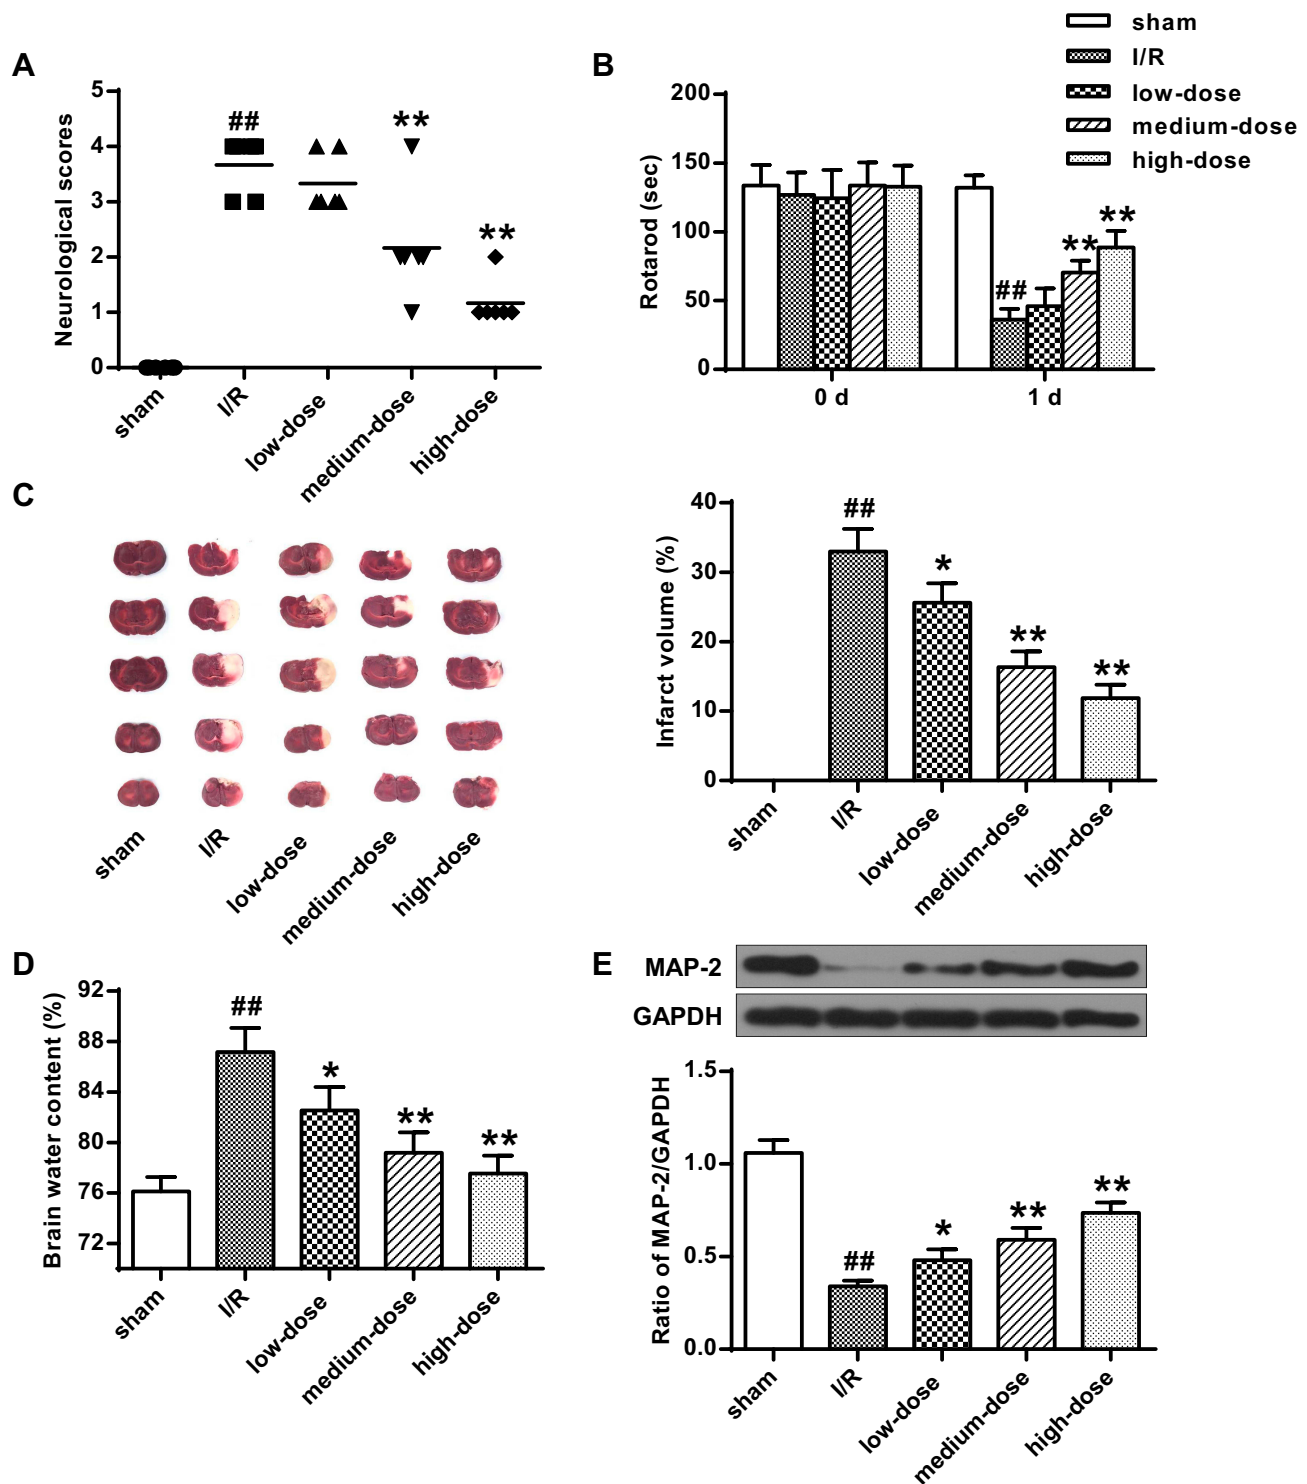 sham
I/R
low-dose
medium-dose
high-dose
A
Neurological scores
5
4
3
2
1
0
##
**
**
sham
I/R
low-dose
medium-dose
high-dose
B
Rotarod (sec)
200
150
100
50
0
##
**
**
0 d
1 d
C
sham
I/R
low-dose
medium-dose
high-dose
Infarct volume (%)
40
30
20
10
0
##
*
**
**
sham
I/R
low-dose
medium-dose
high-dose
D
Brain water content (%)
92
88
84
80
76
72
##
*
**
**
sham
I/R
low-dose
medium-dose
high-dose
E
MAP-2
GAPDH
Ratio of MAP-2/GAPDH
1.5
1.0
0.5
0.0
##
*
**
**
sham
I/R
low-dose
medium-dose
high-dose